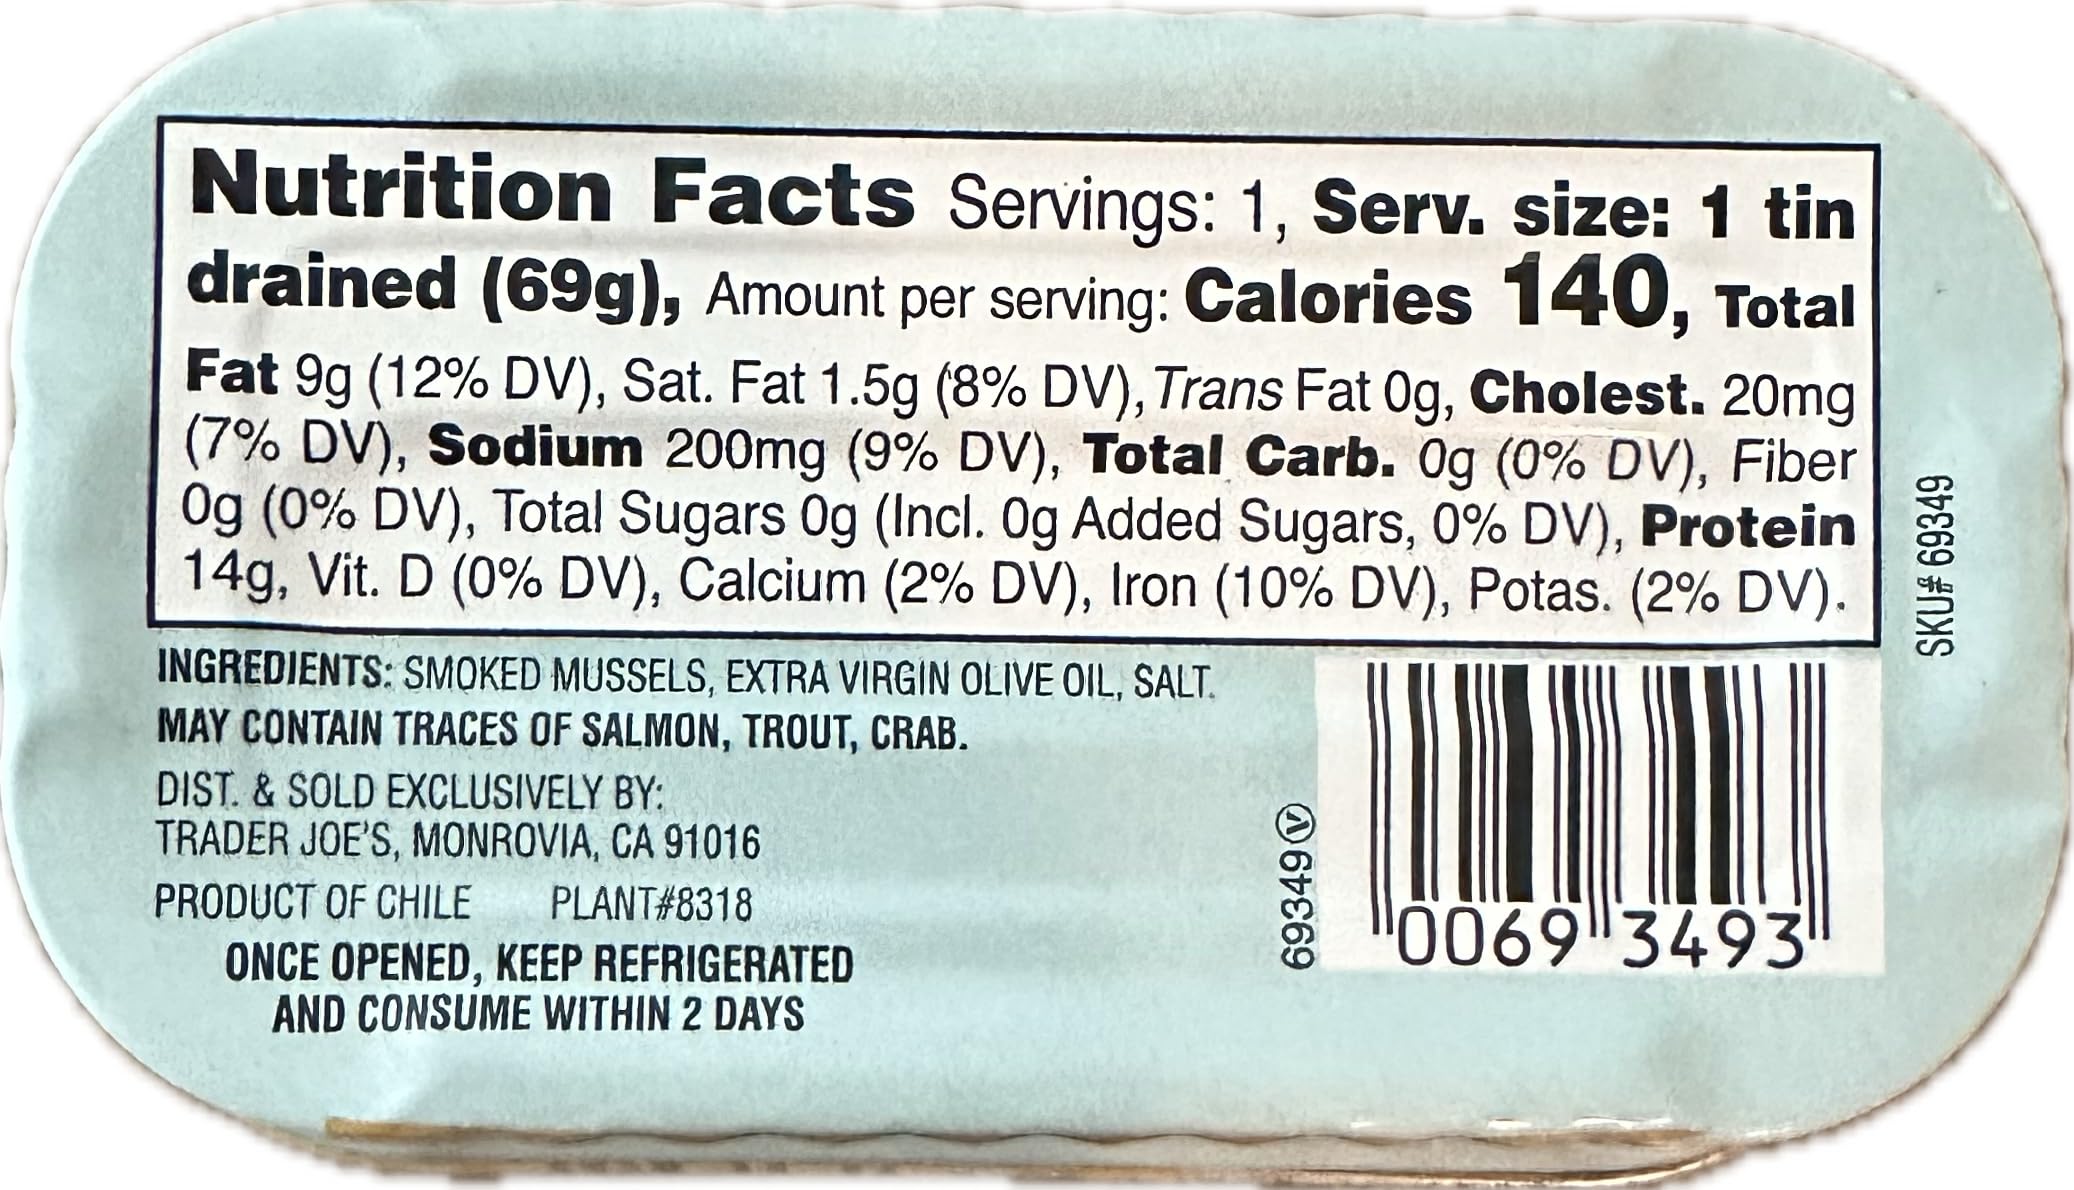 Nutrition Facts Servings: 1, Serv. size: 1 tin
drained (69g), Amount per serving: Calories 140, Total
Fat 9g (12% DV), Sat. Fat 1.5g (8% DV), Trans Fat 0g, Cholest. 20mg
(7% DV), Sodium 200mg (9% DV), Total Carb. 0g (0% DV), Fiber
0g (0% DV), Total Sugars 0g (Incl. 0g Added Sugars, 0% DV), Protein
14g, Vit. D (0% DV), Calcium (2% DV), Iron (10% DV), Potas. (2% DV).
INGREDIENTS: SMOKED MUSSELS, EXTRA VIRGIN OLIVE OIL, SALT.
MAY CONTAIN TRACES OF SALMON, TROUT, CRAB.
DIST. & SOLD EXCLUSIVELY BY:
TRADER JOE'S, MONROVIA, CA 91016
PRODUCT OF CHILE PLANT#8318
ONCE OPENED, KEEP REFRIGERATED
AND CONSUME WITHIN 2 DAYS
69349 Ⓥ
0069 3493
SKU# 69349